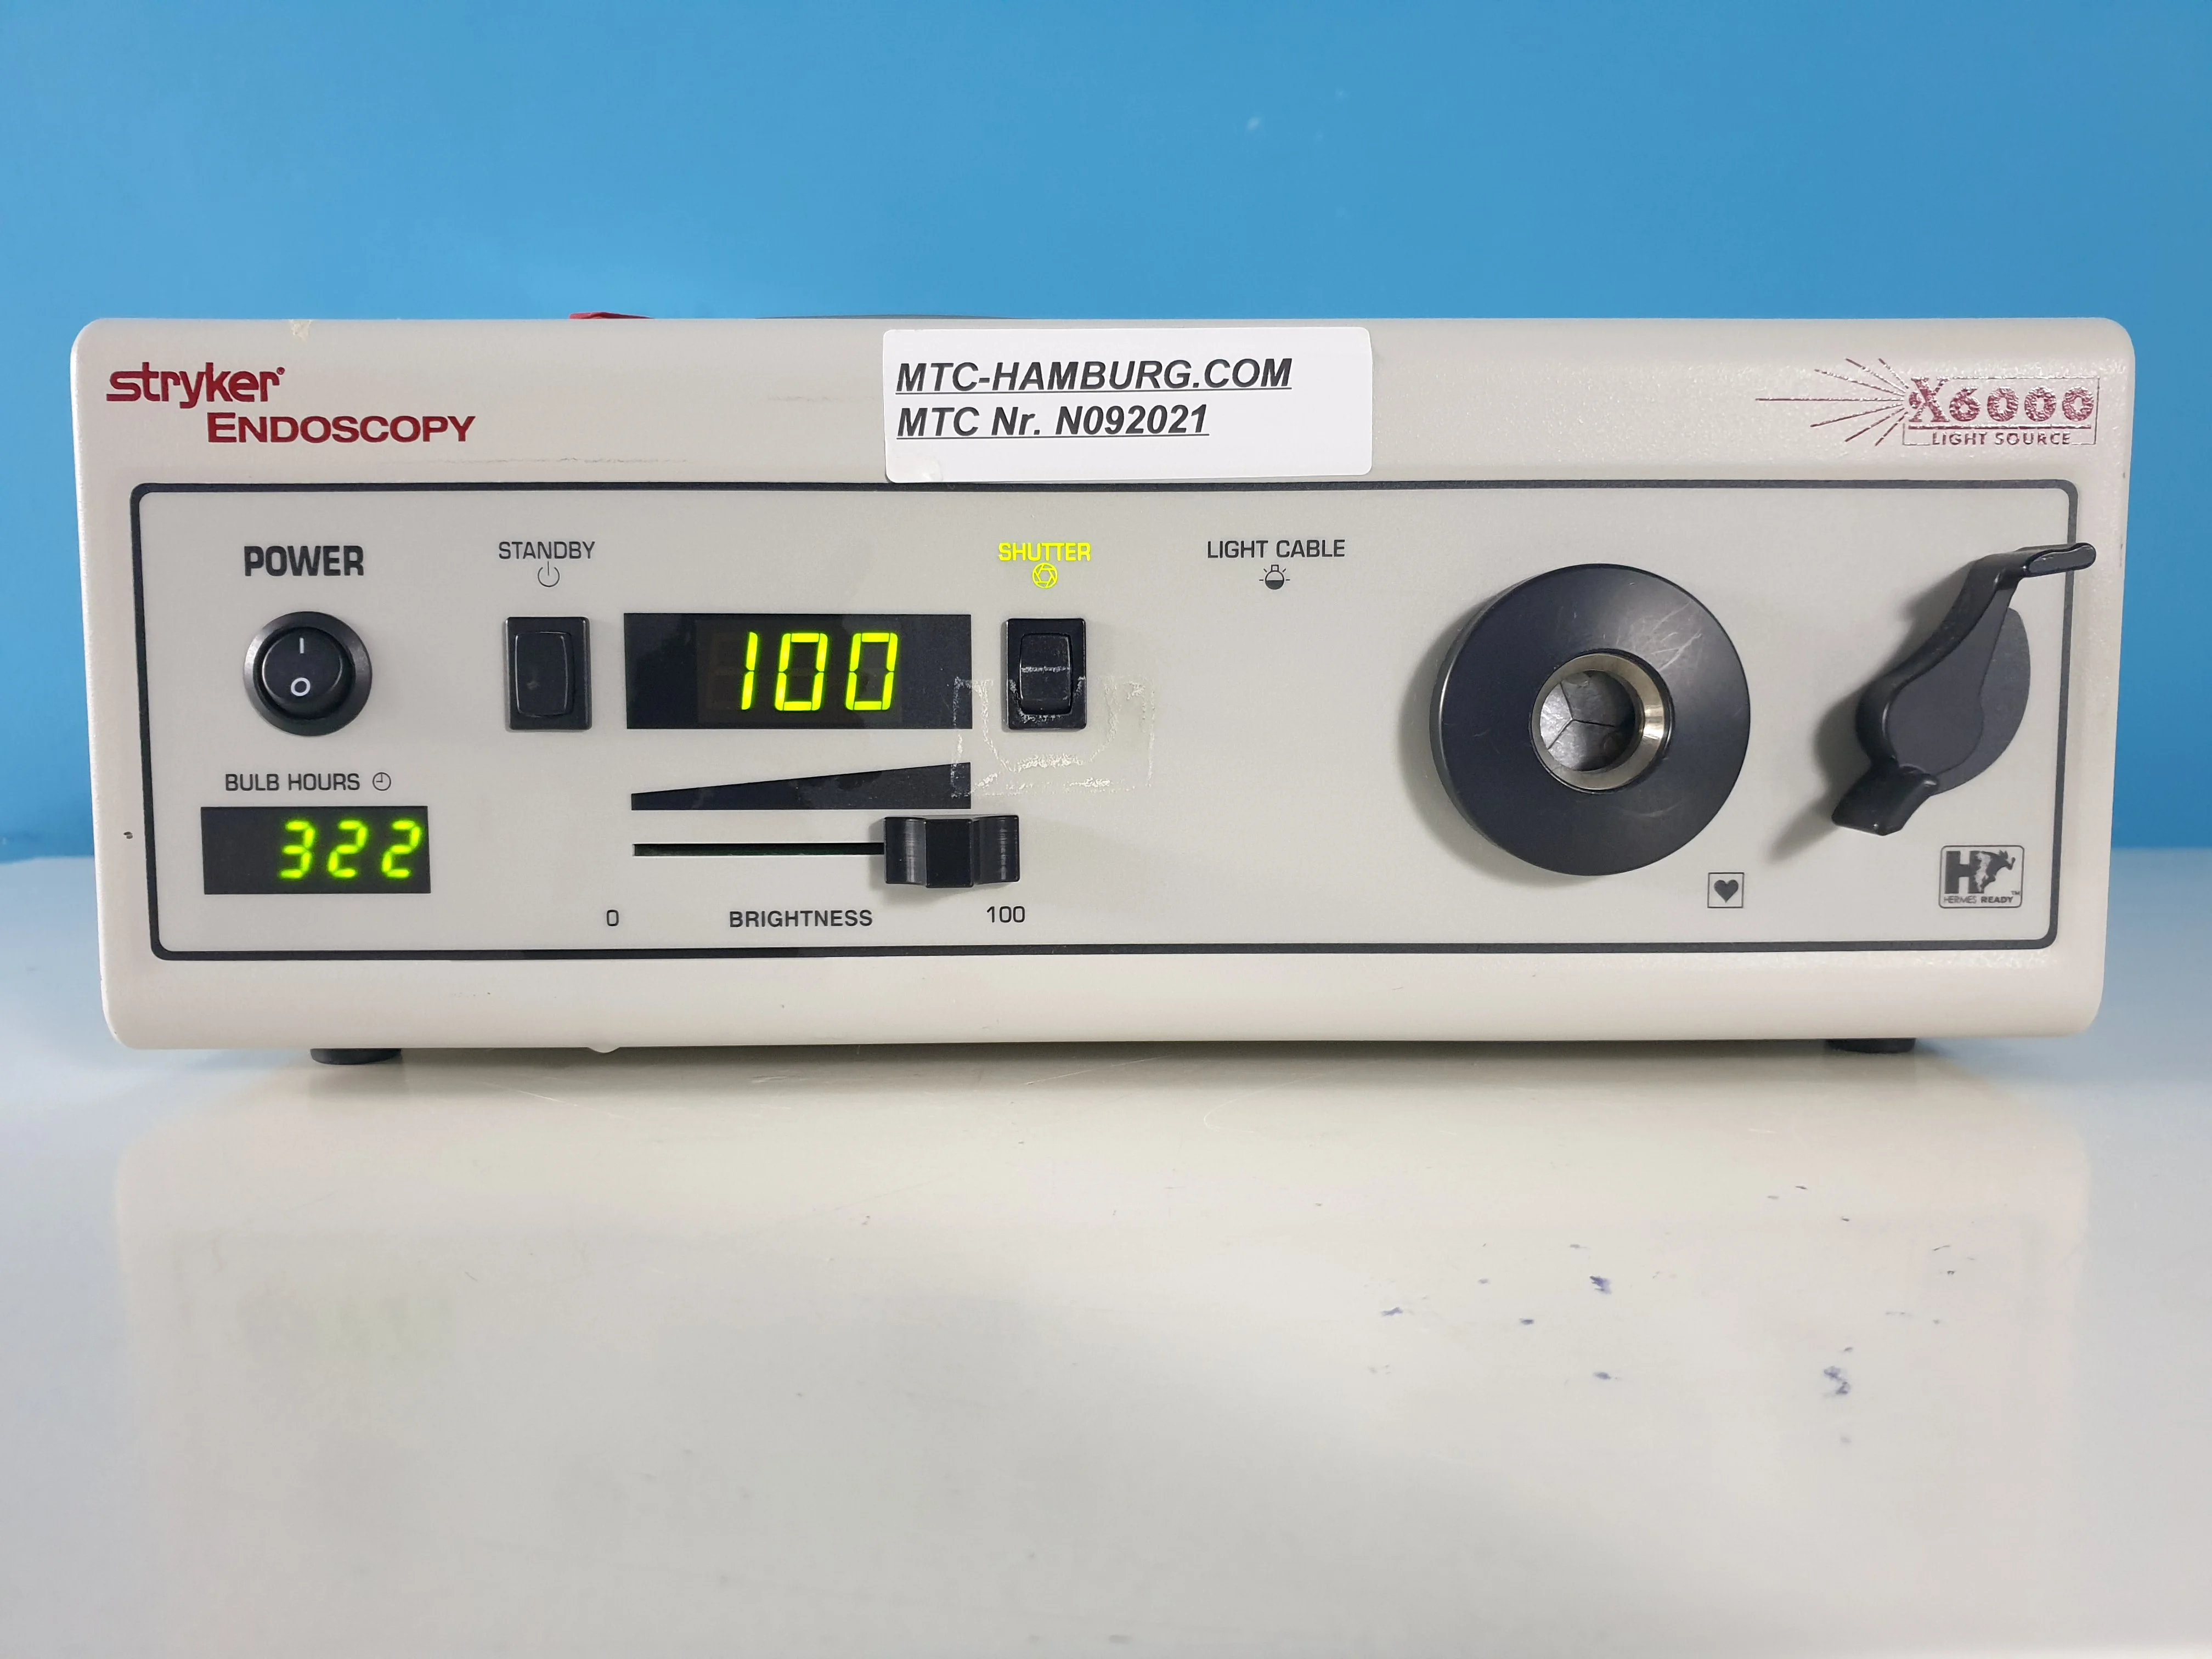 stryker®
ENDOSCOPY
MTC-HAMBURG.COM
MTC Nr. N092021
X6000
LIGHT SOURCE
POWER
STANDBY
SHUTTER
LIGHT CABLE
I
O
100
BULB HOURS
322
0
BRIGHTNESS
100
H
HERMES READY™